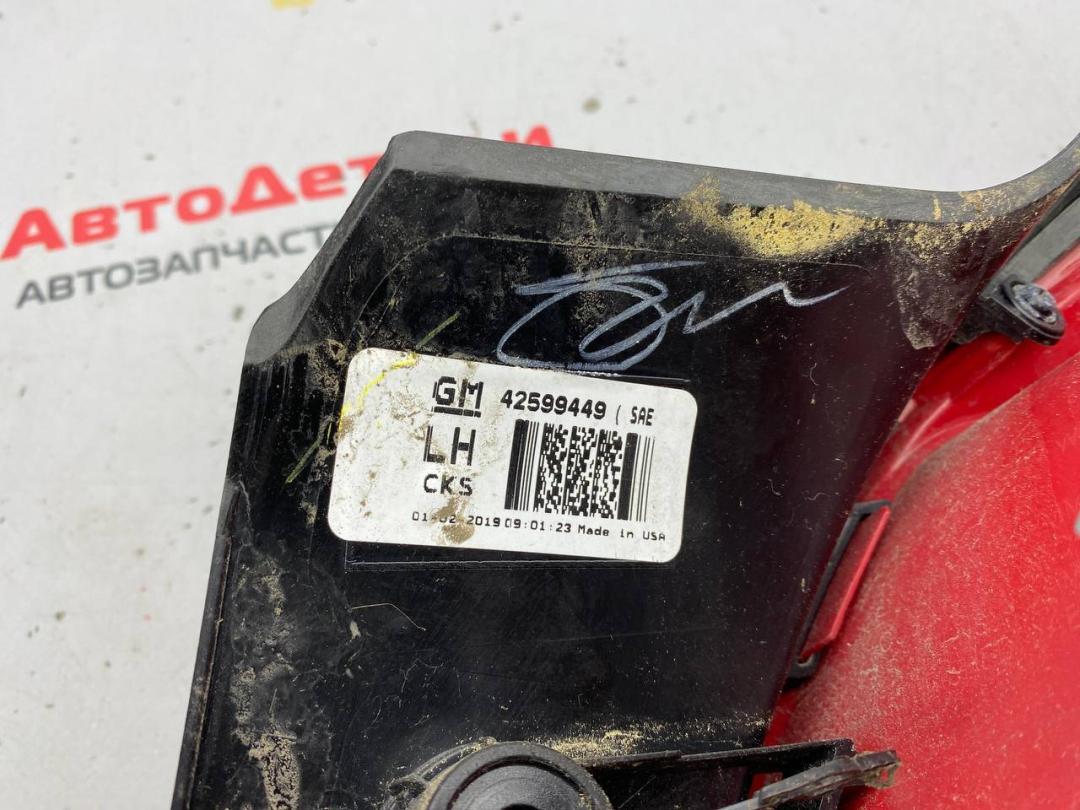 АвтоДет и
АВТОЗАПЧАСТ
GM 42599449 ( SAE
LH
CKS
01-02-2019 09:01:23 Made in USA